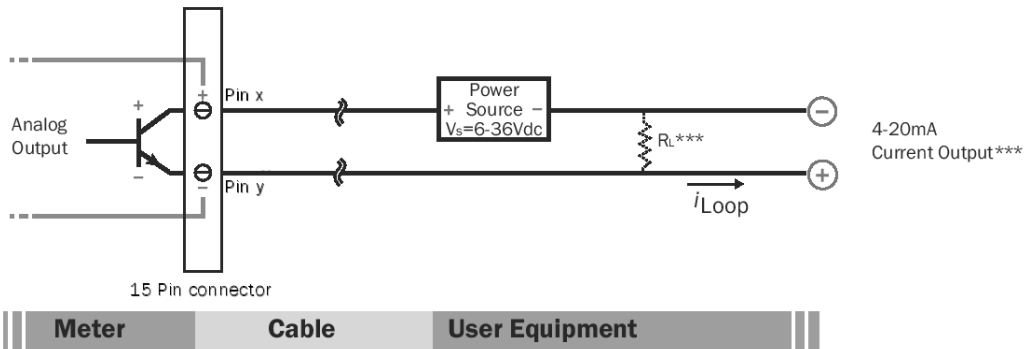 Analog
Output
+
−
+
Pin x
−
Pin y
15 Pin connector
Power
+ Source −
Vs=6-36Vdc
RL***
iLoop
−
+
4-20mA
Current Output***
Meter
Cable
User Equipment